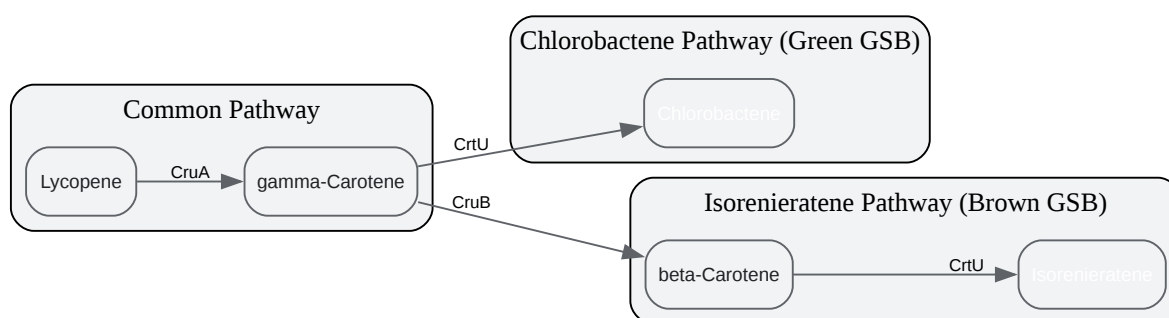 Chlorobactene Pathway (Green GSB)
Chlorobactene
Common Pathway
CrtU
Lycopene
CruA
gamma-Carotene
CruB
Isorenieratene Pathway (Brown GSB)
beta-Carotene
CrtU
Isorenieratene